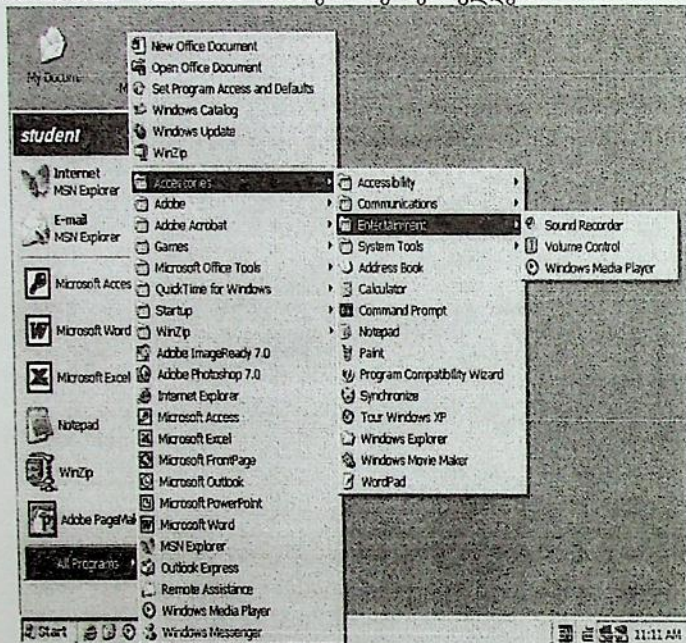 My Docum
student
Internet
MSN Explorer
E-mail
MSN Explorer
Microsoft Acces
Microsoft Word
Microsoft Excel
Notepad
WinZip
Adobe PageMa
All Programs
Start
New Office Document
Open Office Document
Set Program Access and Defaults
Windows Catalog
Windows Update
WinZip
Accessories
Adobe
Adobe Acrobat
Games
Microsoft Office Tools
QuickTime for Windows
Startup
WinZip
Adobe ImageReady 7.0
Adobe Photoshop 7.0
Internet Explorer
Microsoft Access
Microsoft Excel
Microsoft FrontPage
Microsoft Outlook
Microsoft PowerPoint
Microsoft Word
MSN Explorer
Outlook Express
Remote Assistance
Windows Media Player
Windows Messenger
Accessibility
Communications
Entertainment
System Tools
Address Book
Calculator
Command Prompt
Notepad
Paint
Program Compatibility Wizard
Synchronize
Tour Windows XP
Windows Explorer
Windows Movie Maker
WordPad
Sound Recorder
Volume Control
Windows Media Player
11:11 AM